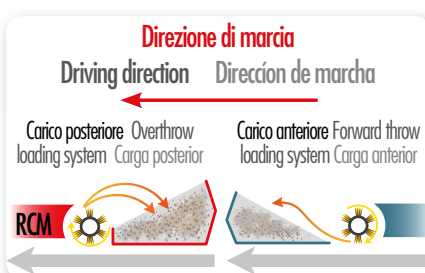 Direzione di marcia
Driving direction Direccíon de marcha
Carico posteriore Overthrow
loading system Carga posterior
Carico anteriore Forward throw
loading system Carga anterior
RCM